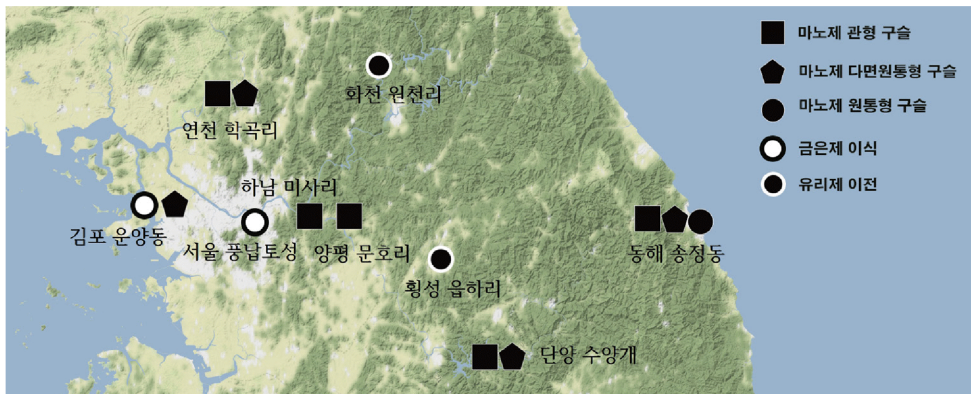 마노제 관형 구슬
마노제 다면원통형 구슬
마노제 원통형 구슬
금은제 이식
유리제 이전
화천 원천리
연천 학곡리
하남 미사리
김포 운양동
서울 풍납토성
양평 문호리
동해 송정동
횡성 읍하리
단양 수양개